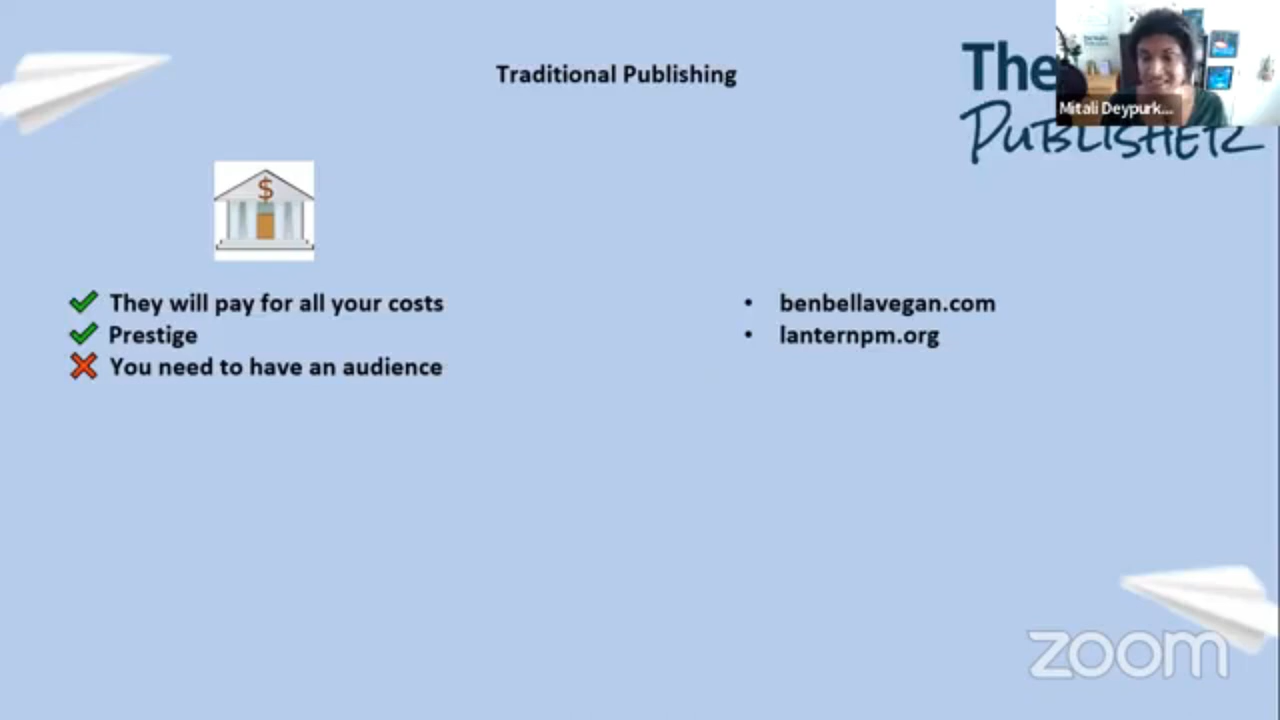 Traditional Publishing
The
PUBLISHER
Mitali Deypurk...
$
They will pay for all your costs
Prestige
You need to have an audience
• benbellavegan.com
• lanternpm.org
zoom